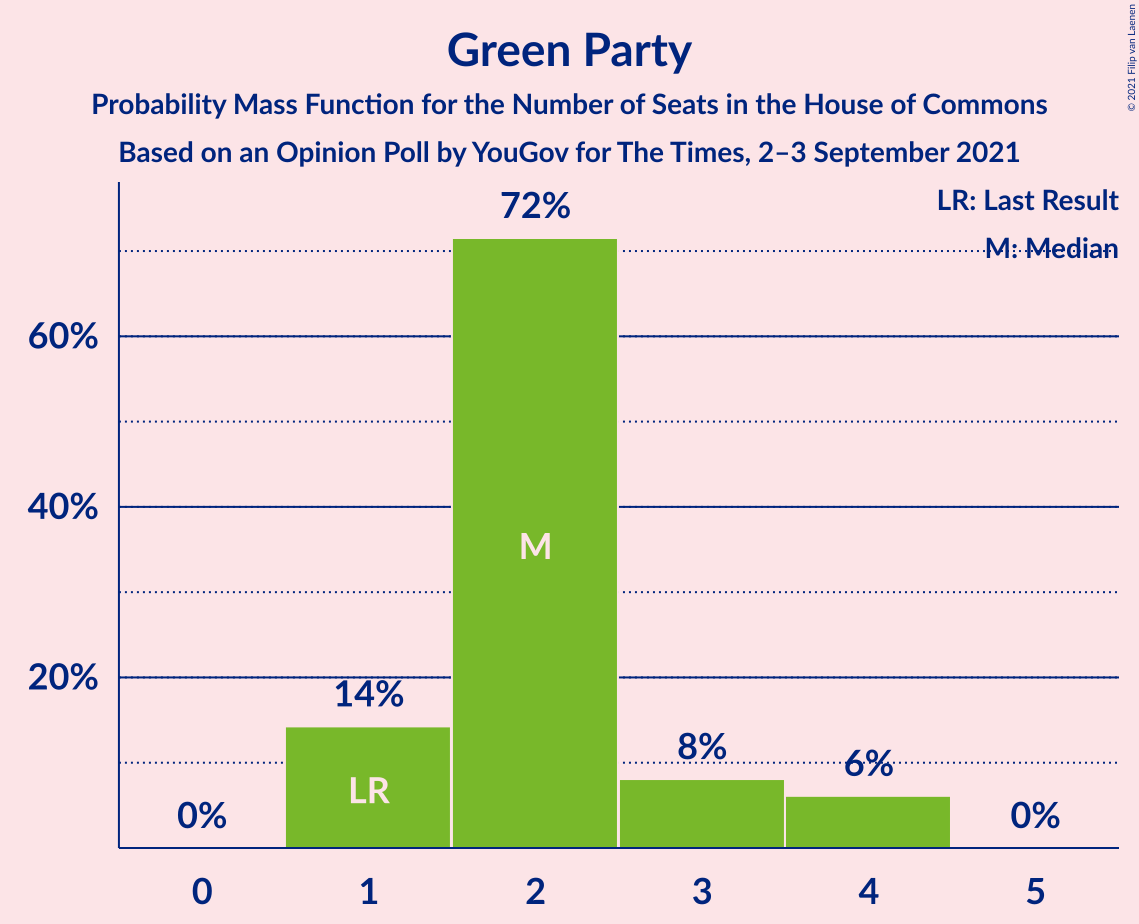 © 2021 Filip van Laenen
Green Party
Probability Mass Function for the Number of Seats in the House of Commons
Based on an Opinion Poll by YouGov for The Times, 2–3 September 2021
LR: Last Result
M: Median
72%
60%
40%
M
20%
14%
8%
6%
LR
0%
0%
0 1 2 3 4 5